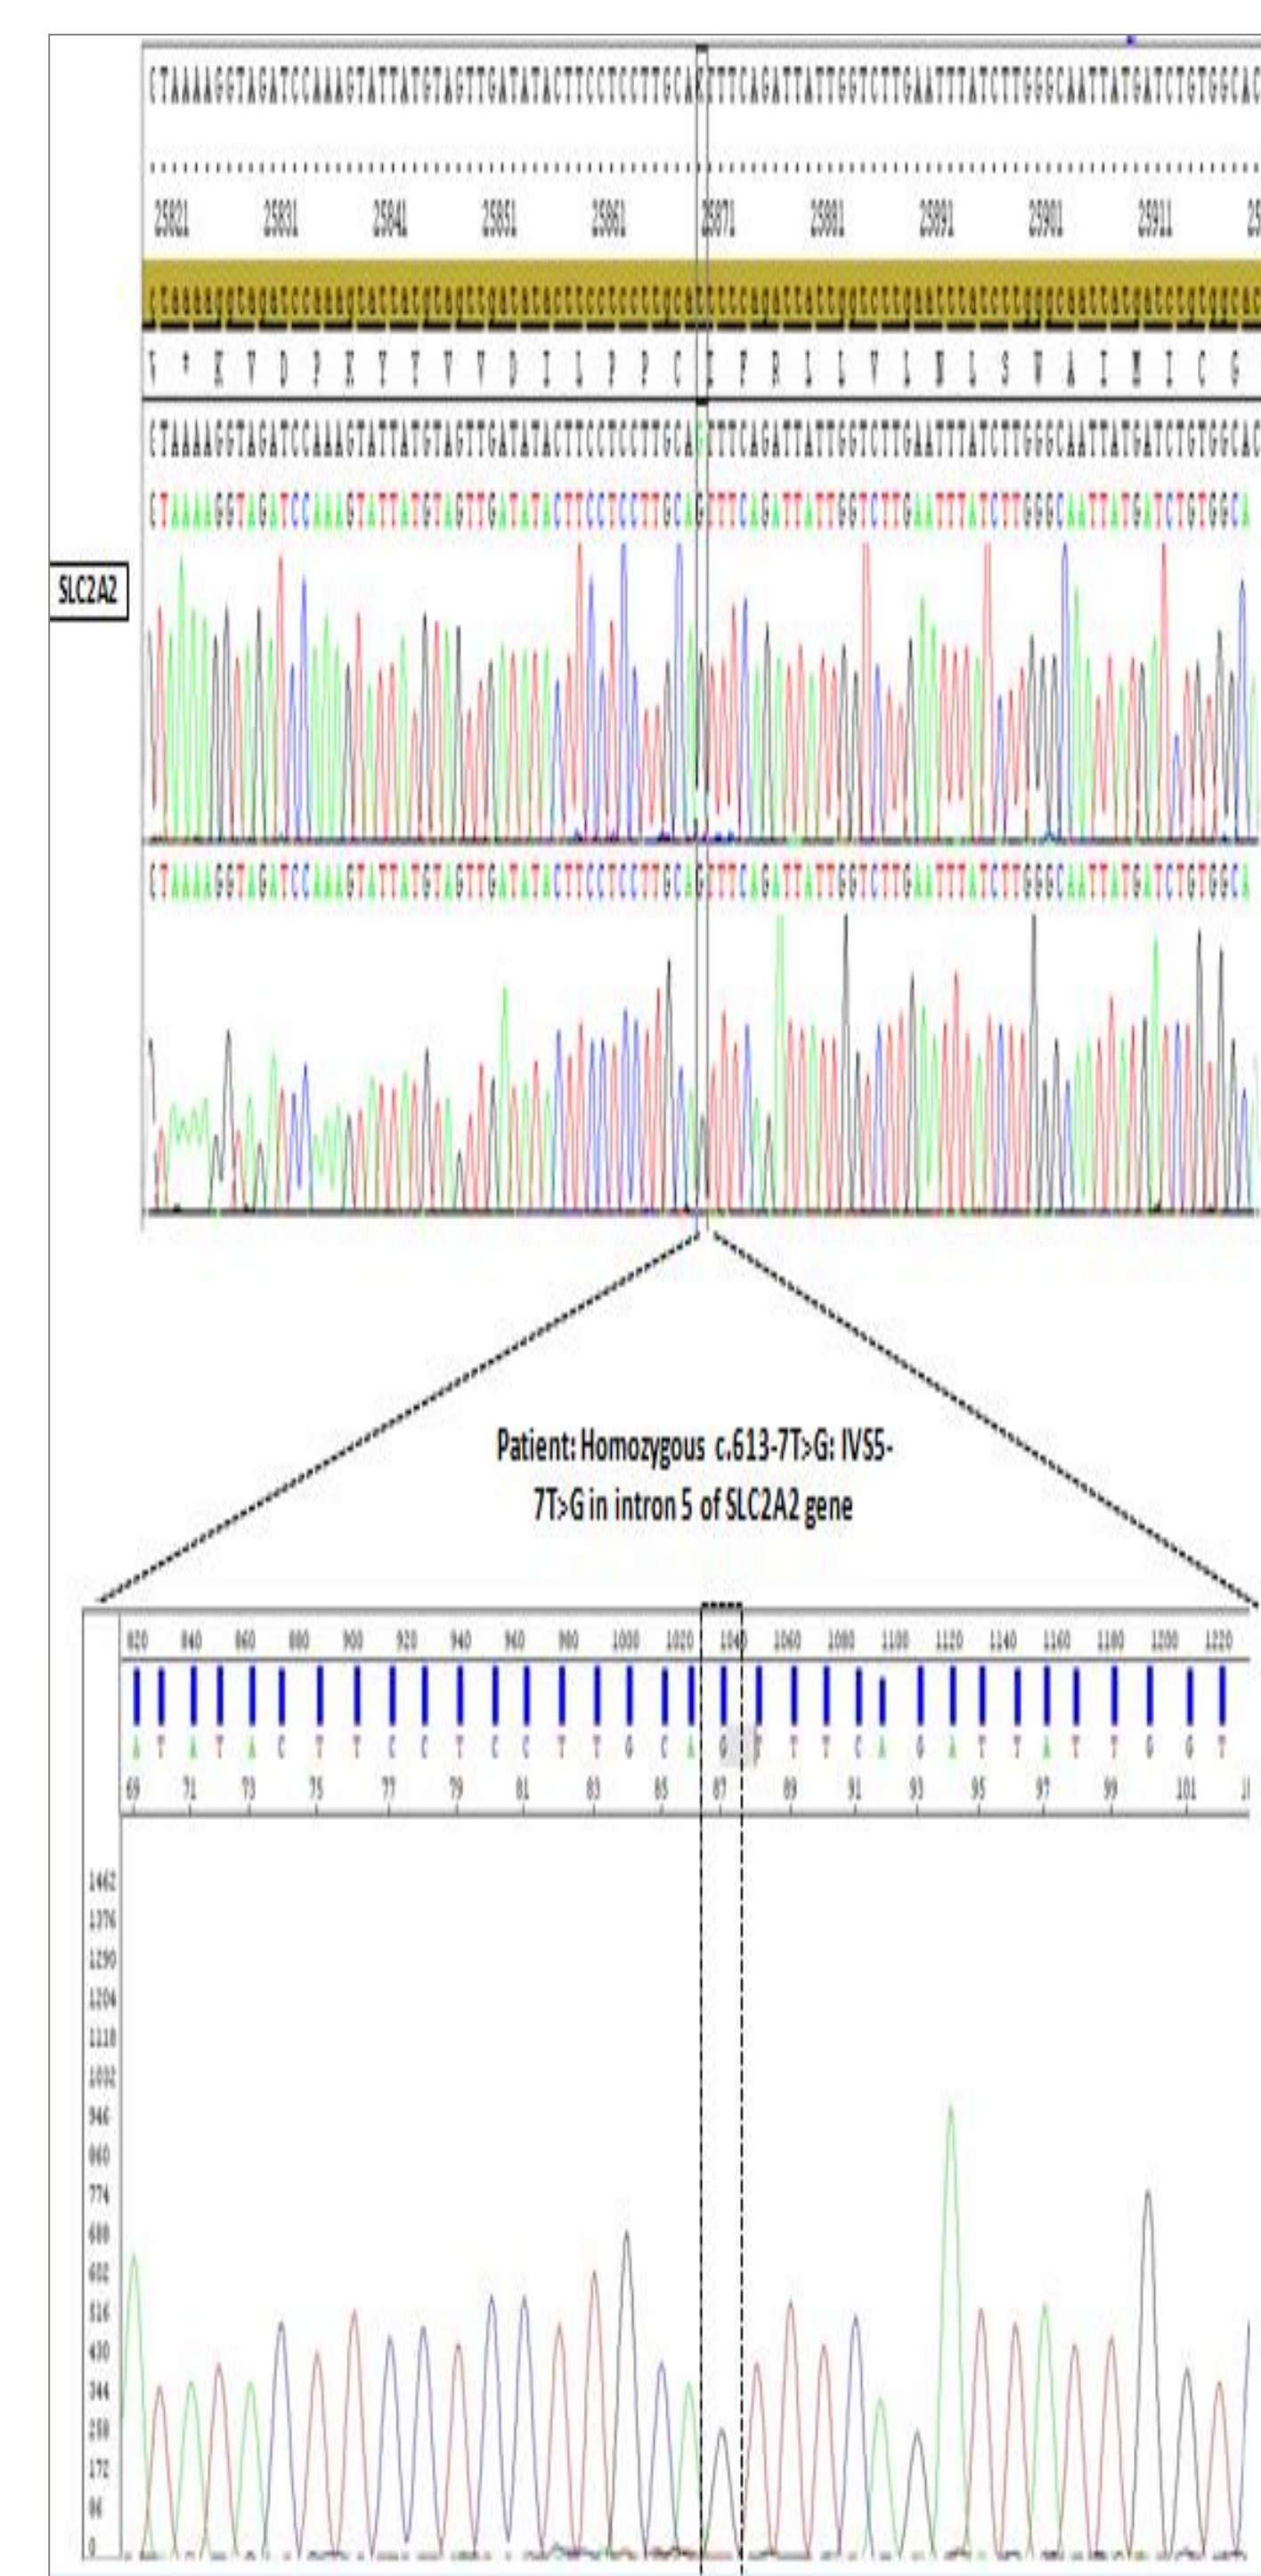 CTAAAAGGTAGATCCAAAGTATTATGTAGTTGATATACTTCCTCCTTGCAKTTTCAGATTATTGGTCTTGAATTTATCTTGGGCAATTATGATCTGTGGCAC
25821 25831 25841 25851 25861 25871 25881 25891 25901 25911 25
ctaaaaggtagatccaaagtattatgtagttgatatacttcctccttgcattttcagattattggtcttgaatttatcttgggcaattatgatctgtggcac
K V D P K Y Y V V D I L P P C I F R L L V L N L S W A I M I C G
CTAAAAGGTAGATCCAAAGTATTATGTAGTTGATATACTTCCTCCTTGCAGTTTCAGATTATTGGTCTTGAATTTATCTTGGGCAATTATGATCTGTGGCAC
CTAAAAGGTAGATCCAAAGTATTATGTAGTTGATATACTTCCTCCTTGCAGTTTCAGATTATTGGTCTTGAATTTATCTTGGGCAATTATGATCTGTGGCA
SLC2A2
CTAAAAGGTAGATCCAAAGTATTATGTAGTTGATATACTTCCTCCTTGCAGTTTCAGATTATTGGTCTTGAATTTATCTTGGGCAATTATGATCTGTGGCA
Patient: Homozygous c.613-7T>G: IVS5-
7T>G in intron 5 of SLC2A2 gene
820 840 860 880 900 920 940 960 980 1000 1020 1040 1060 1080 1100 1120 1140 1160 1180 1200 1220
A T A T A C T T C C T C C T T G C A G T T T C A G A T T A T T G G T
69 71 73 75 77 79 81 83 85 87 89 91 93 95 97 99 101
1462
1376
1290
1204
1118
1032
946
860
774
688
602
516
430
344
258
172
86
0